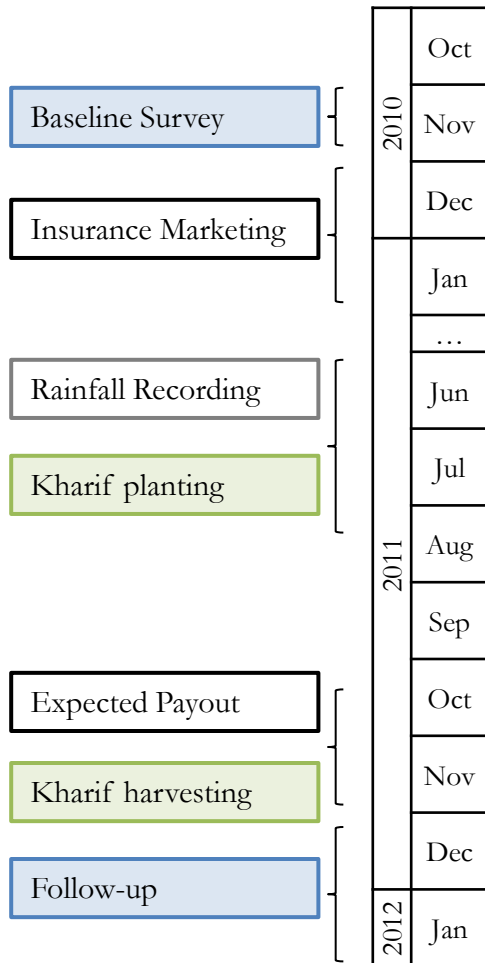 Oct
Baseline Survey
2010
Nov
Dec
Insurance Marketing
Jan
…
Rainfall Recording
Jun
Kharif planting
Jul
2011
Aug
Sep
Expected Payout
Oct
Kharif harvesting
Nov
Dec
Follow-up
2012
Jan